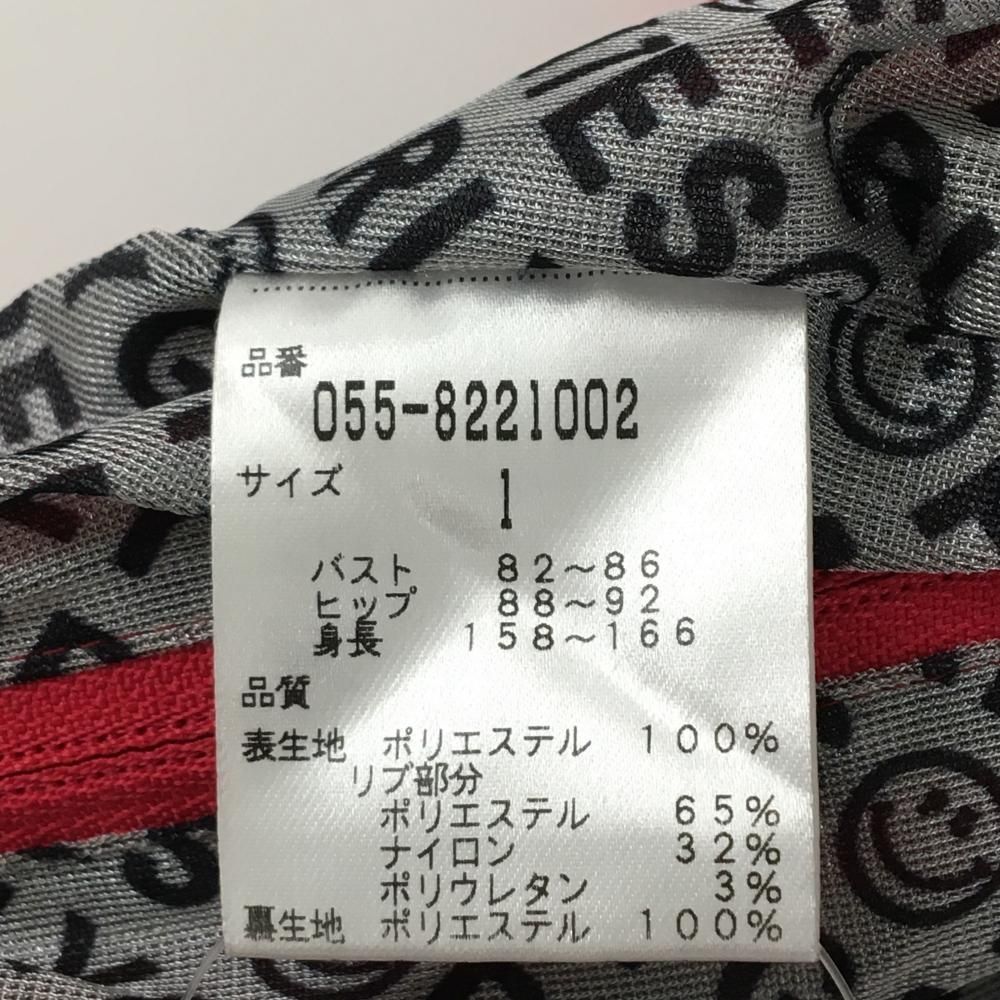 品番
055-8221002
サイズ 1
バスト 82～86
ヒップ 88～92
身長 158～166
品質
表生地 ポリエステル 100%
リブ部分
ポリエステル 65%
ナイロン 32%
ポリウレタン 3%
裏生地 ポリエステル 100%